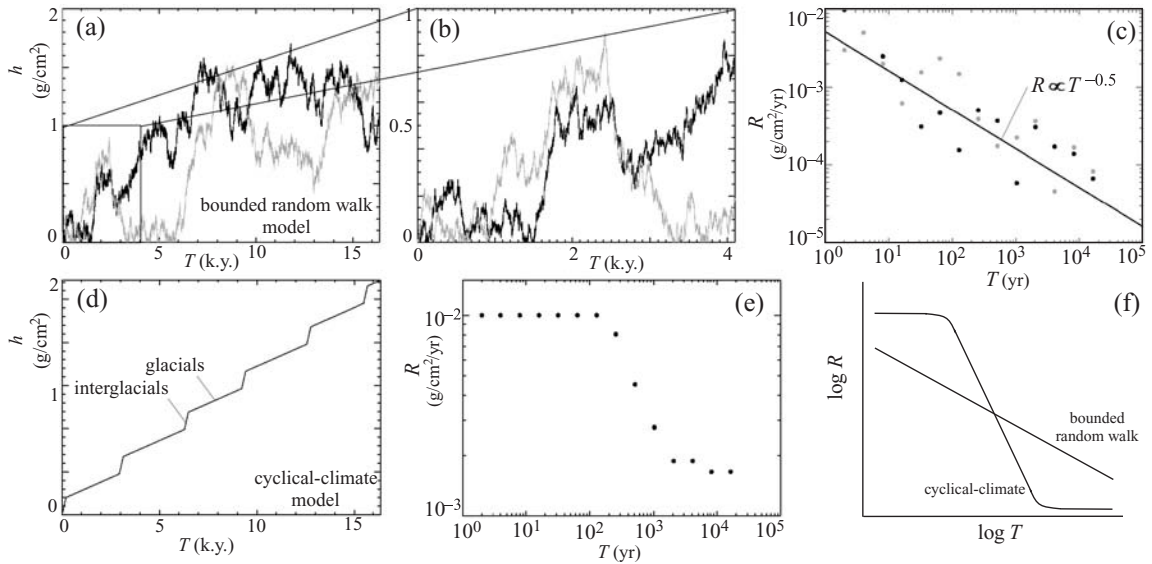 (a)
2
h
(g/cm²)
1
0
bounded random walk
model
0
5
10
15
T (k.y.)
(b)
1
0.5
0
0
2
4
T (k.y.)
(c)
10⁻²
10⁻³
R
(g/cm²/yr)
10⁻⁴
10⁻⁵
R ∝ T⁻⁰·⁵
10⁰
10¹
10²
10³
10⁴
10⁵
T (yr)
(d)
2
h
(g/cm²)
1
0
glacials
interglacials
cyclical-climate
model
0
5
10
15
T (k.y.)
(e)
10⁻²
R
(g/cm²/yr)
10⁻³
10⁰
10¹
10²
10³
10⁴
10⁵
T (yr)
(f)
log R
bounded
random walk
cyclical-climate
log T